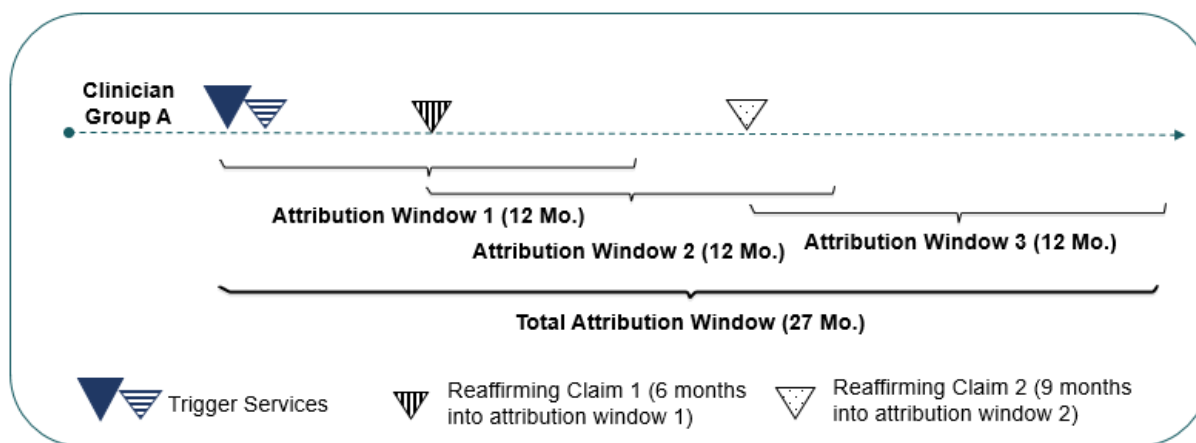 Clinician
Group A
Attribution Window 1 (12 Mo.)
Attribution Window 2 (12 Mo.)
Attribution Window 3 (12 Mo.)
Total Attribution Window (27 Mo.)
Trigger Services
Reaffirming Claim 1 (6 months
into attribution window 1)
Reaffirming Claim 2 (9 months
into attribution window 2)